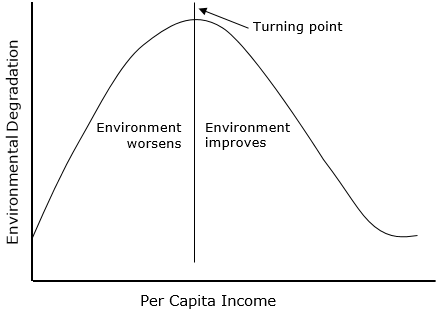 Turning point
Environmental Degradation
Environment
worsens
Environment
improves
Per Capita Income